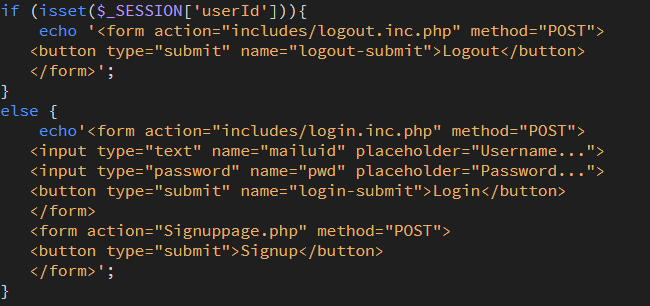 if (isset($_SESSION['userId'])){
echo '<form action="includes/logout.inc.php" method="POST">
<button type="submit" name="logout-submit">Logout</button>
</form>';
}
else {
echo'<form action="includes/login.inc.php" method="POST">
<input type="text" name="mailuid" placeholder="Username...">
<input type="password" name="pwd" placeholder="Password...">
<button type="submit" name="login-submit">Login</button>
</form>
<form action="Signuppage.php" method="POST">
<button type="submit">Signup</button>
</form>';
}